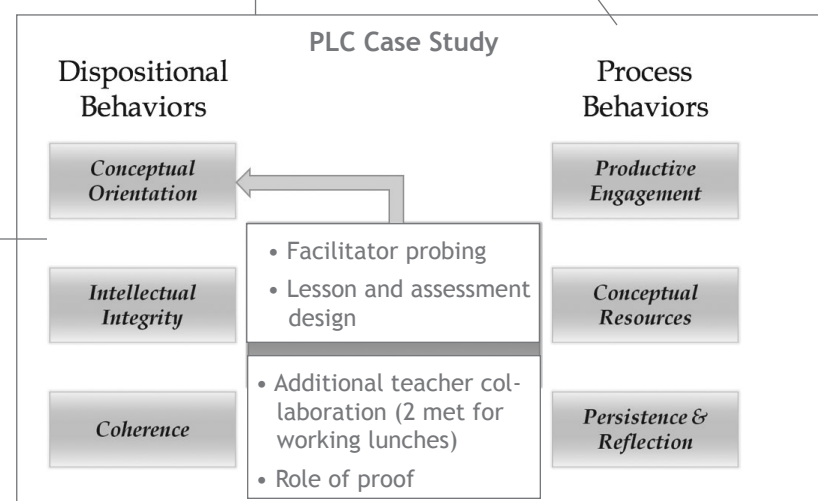 PLC Case Study
Dispositional
Behaviors
Process
Behaviors
Conceptual
Orientation
Productive
Engagement
• Facilitator probing
• Lesson and assessment
design
Intellectual
Integrity
Conceptual
Resources
• Additional teacher col-
laboration (2 met for
working lunches)
• Role of proof
Coherence
Persistence &
Reflection